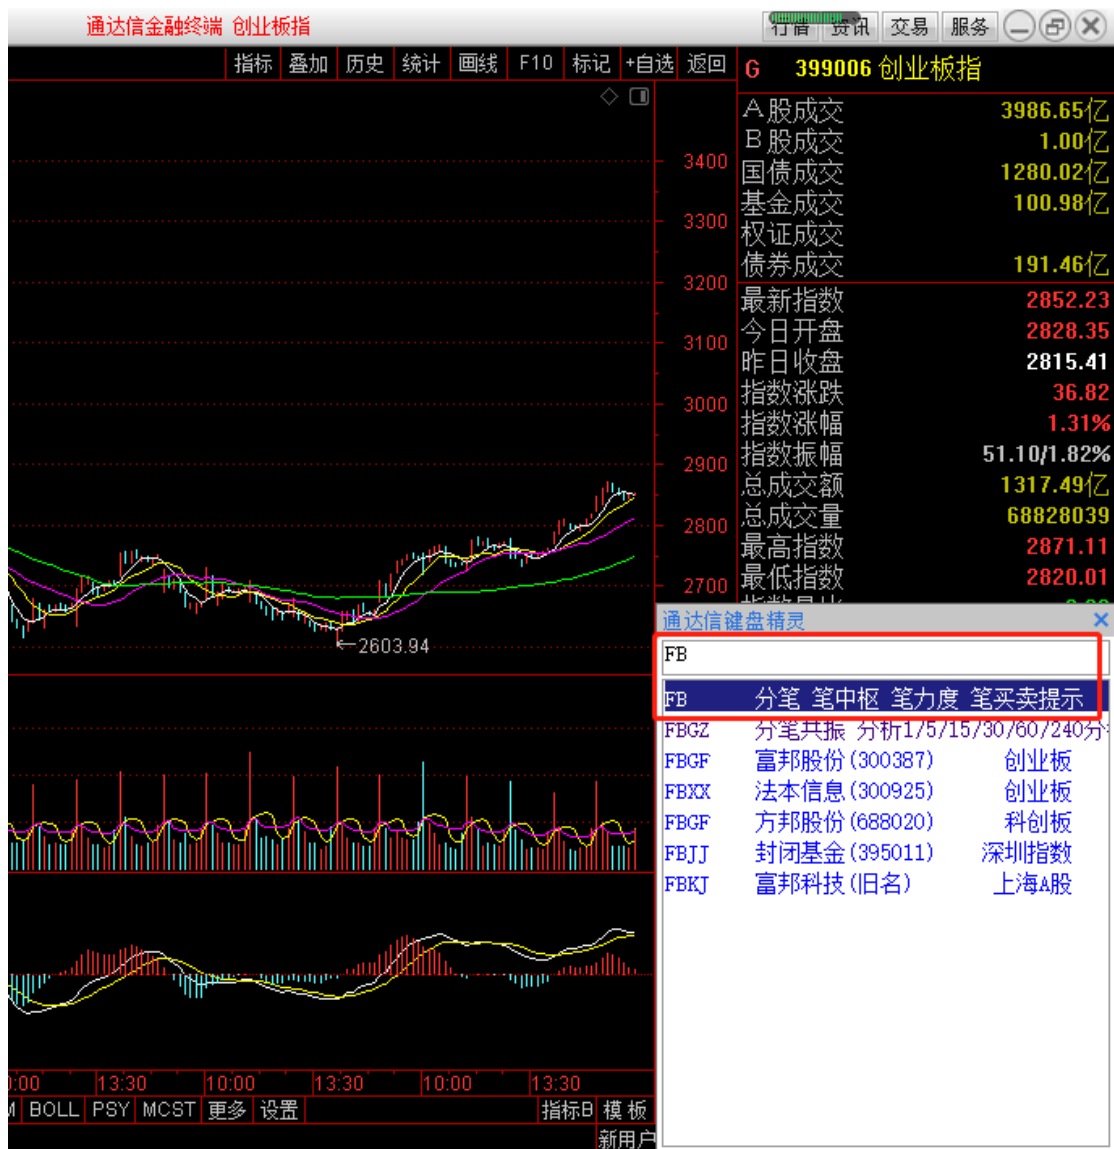 通达信金融终端 创业板指
行情 资讯 交易 服务
指标 叠加 历史 统计 画线 F10 标记 +自选 返回
G 399006 创业板指
A股成交 3986.65亿
B股成交 1.00亿
国债成交 1280.02亿
基金成交 100.98亿
权证成交
债券成交 191.46亿
最新指数 2852.23
今日开盘 2828.35
昨日收盘 2815.41
指数涨跌 36.82
指数涨幅 1.31%
指数振幅 51.10/1.82%
总成交额 1317.49亿
总成交量 68828039
最高指数 2871.11
最低指数 2820.01
3400
3300
3200
3100
3000
2900
2800
2700
2603.94
通达信键盘精灵
FB
FB 分笔 笔中枢 笔力度 笔买卖提示
FBGZ 分笔共振 分析1/5/15/30/60/240分
FBGF 富邦股份(300387) 创业板
FBXX 法本信息(300925) 创业板
FBGF 方邦股份(688020) 科创板
FBJJ 封闭基金(395011) 深圳指数
FBKJ 富邦科技(旧名) 上海A股
0:00 13:30 10:00 13:30 10:00 13:30
BOLL PSY MCST 更多 设置 指标B 模板
新用户